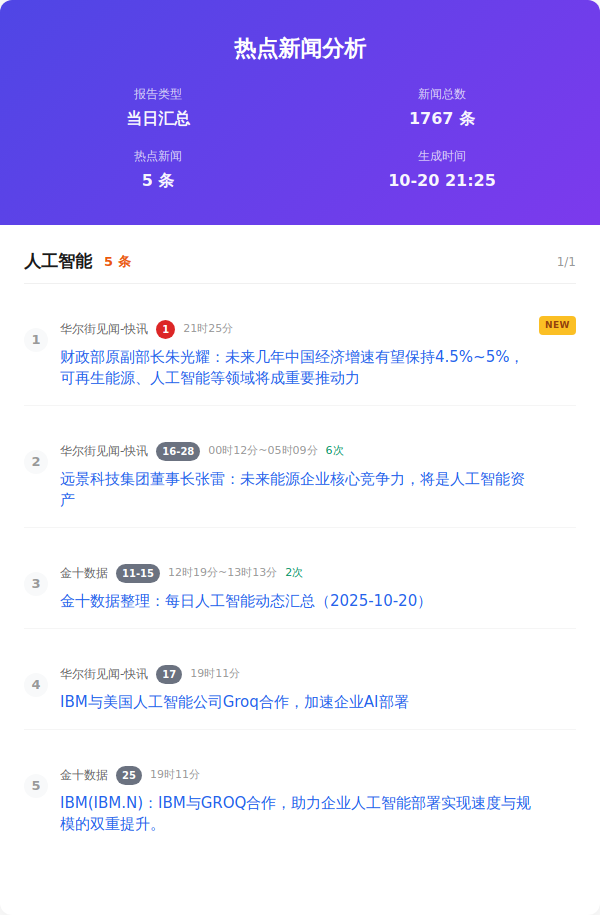 热点新闻分析
报告类型
当日汇总
新闻总数
1767 条
热点新闻
5 条
生成时间
10-20 21:25
人工智能 5 条 1/1
1 华尔街见闻-快讯 1 21时25分 NEW
财政部原副部长朱光耀：未来几年中国经济增速有望保持4.5%~5%，
可再生能源、人工智能等领域将成重要推动力
2 华尔街见闻-快讯 16-28 00时12分~05时09分 6次
远景科技集团董事长张雷：未来能源企业核心竞争力，将是人工智能资
产
3 金十数据 11-15 12时19分~13时13分 2次
金十数据整理：每日人工智能动态汇总（2025-10-20）
4 华尔街见闻-快讯 17 19时11分
IBM与美国人工智能公司Groq合作，加速企业AI部署
5 金十数据 25 19时11分
IBM(IBM.N)：IBM与GROQ合作，助力企业人工智能部署实现速度与规
模的双重提升。